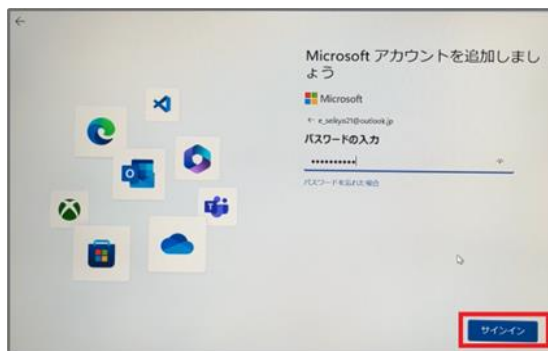 Microsoft アカウントを追加しまし
ょう
Microsoft
← e_seikyo21@outlook.jp
パスワードの入力
••••••••••
パスワードを忘れた場合
サインイン